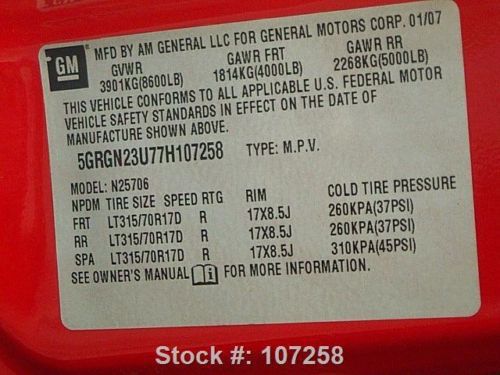 GM
MFD BY AM GENERAL LLC FOR GENERAL MOTORS CORP. 01/07
GVWR GAWR FRT GAWR RR
3901KG(8600LB) 1814KG(4000LB) 2268KG(5000LB)
THIS VEHICLE CONFORMS TO ALL APPLICABLE U.S. FEDERAL MOTOR
VEHICLE SAFETY STANDARDS IN EFFECT ON THE DATE OF
MANUFACTURE SHOWN ABOVE.
5GRGN23U77H107258 TYPE: M.P.V.
MODEL: N25706
NPDM TIRE SIZE SPEED RTG RIM COLD TIRE PRESSURE
FRT LT315/70R17D R 17X8.5J 260KPA(37PSI)
RR LT315/70R17D R 17X8.5J 260KPA(37PSI)
SPA LT315/70R17D R 17X8.5J 310KPA(45PSI)
SEE OWNER'S MANUAL FOR MORE INFORMATION.
Stock #: 107258